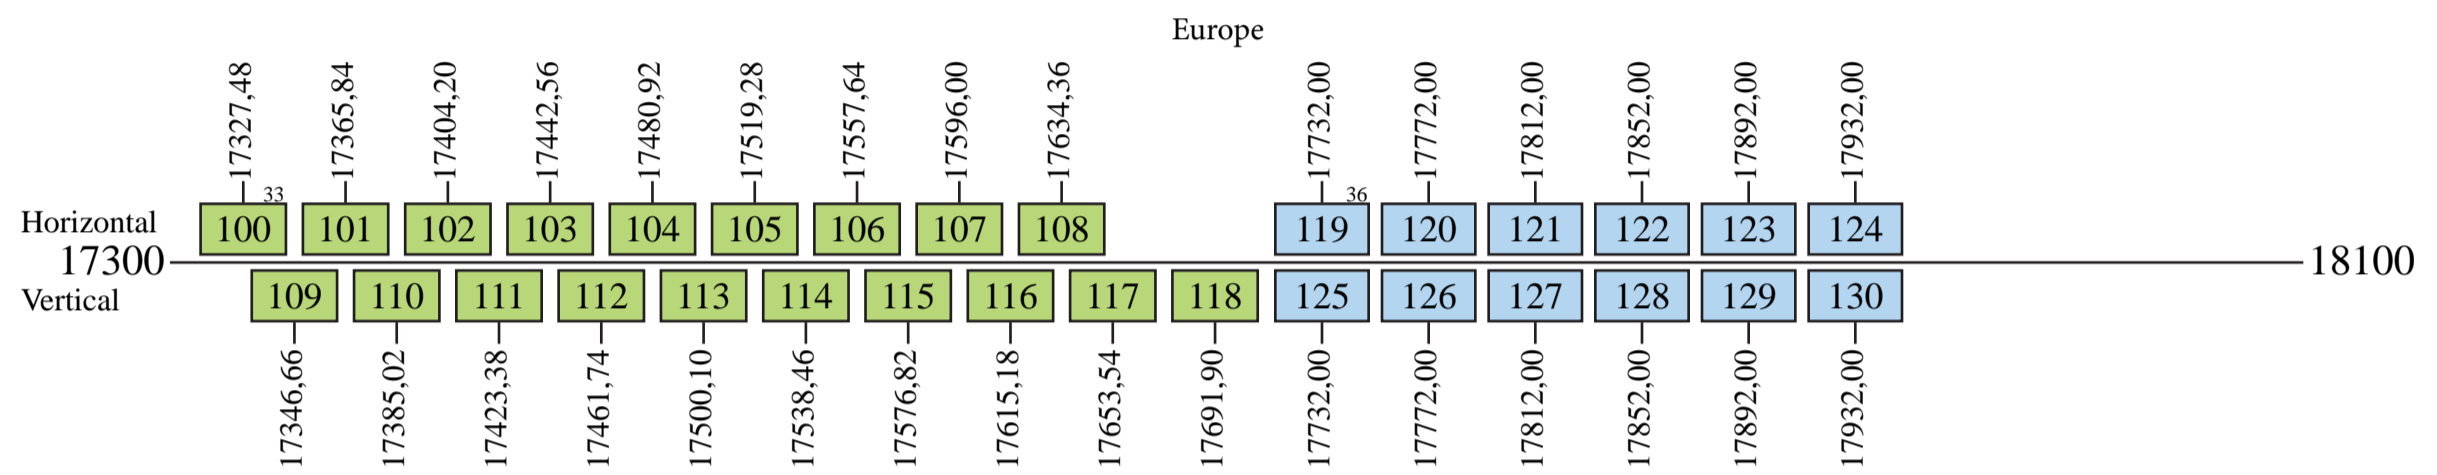 Europe
17327,48 17365,84 17404,20 17442,56 17480,92 17519,28 17557,64 17596,00 17634,36 17732,00 17772,00 17812,00 17852,00 17892,00 17932,00
33 36
Horizontal 100 101 102 103 104 105 106 107 108 119 120 121 122 123 124
17300 18100
Vertical 109 110 111 112 113 114 115 116 117 118 125 126 127 128 129 130
17346,66 17385,02 17423,38 17461,74 17500,10 17538,46 17576,82 17615,18 17653,54 17691,90 17732,00 17772,00 17812,00 17852,00 17892,00 17932,00